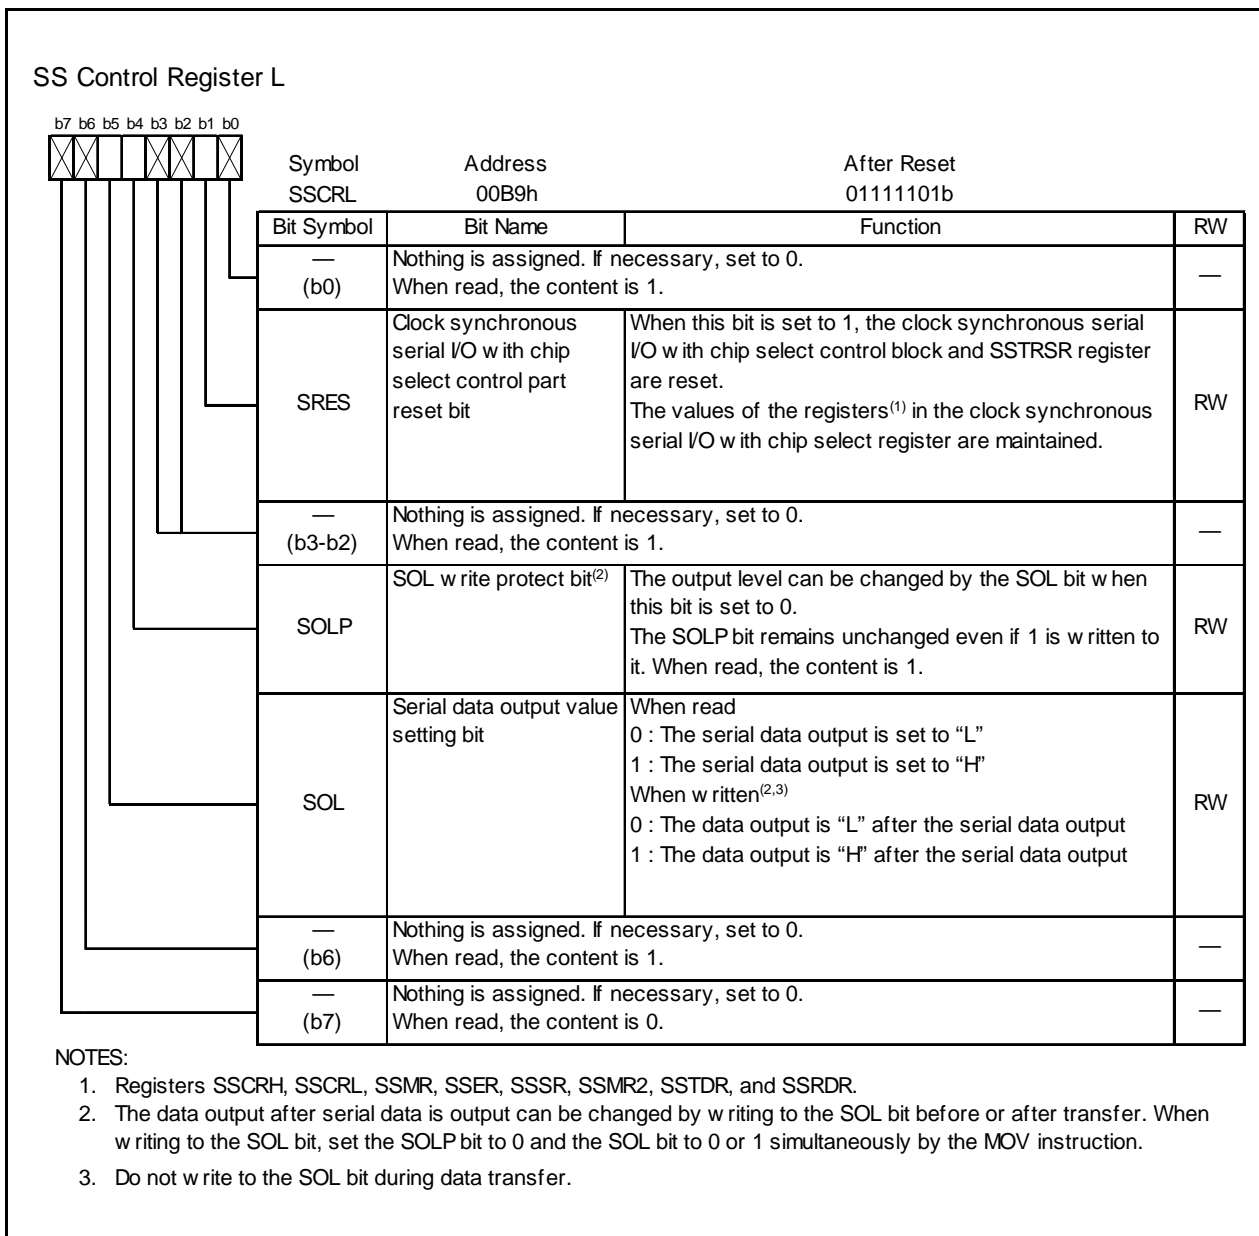 SS Control Register L
b7 b6 b5 b4 b3 b2 b1 b0
Symbol Address After Reset
SSCRL 00B9h 01111101b
Bit Symbol Bit Name Function RW
—
(b0)
Nothing is assigned. If necessary, set to 0.
When read, the content is 1.
—
SRES
Clock synchronous
serial I/O with chip
select control part
reset bit
When this bit is set to 1, the clock synchronous serial
I/O with chip select control block and SSTRSR register
are reset.
The values of the registers(1) in the clock synchronous
serial I/O with chip select register are maintained.
RW
—
(b3-b2)
Nothing is assigned. If necessary, set to 0.
When read, the content is 1.
—
SOLP
SOL write protect bit(2)
The output level can be changed by the SOL bit when
this bit is set to 0.
The SOLP bit remains unchanged even if 1 is written to
it. When read, the content is 1.
RW
SOL
Serial data output value
setting bit
When read
0 : The serial data output is set to “L”
1 : The serial data output is set to “H”
When written(2,3)
0 : The data output is “L” after the serial data output
1 : The data output is “H” after the serial data output
RW
—
(b6)
Nothing is assigned. If necessary, set to 0.
When read, the content is 1.
—
—
(b7)
Nothing is assigned. If necessary, set to 0.
When read, the content is 0.
—
NOTES:
1. Registers SSCRH, SSCRL, SSMR, SSER, SSSR, SSMR2, SSTDR, and SSRDR.
2. The data output after serial data is output can be changed by writing to the SOL bit before or after transfer. When
writing to the SOL bit, set the SOLP bit to 0 and the SOL bit to 0 or 1 simultaneously by the MOV instruction.
3. Do not write to the SOL bit during data transfer.